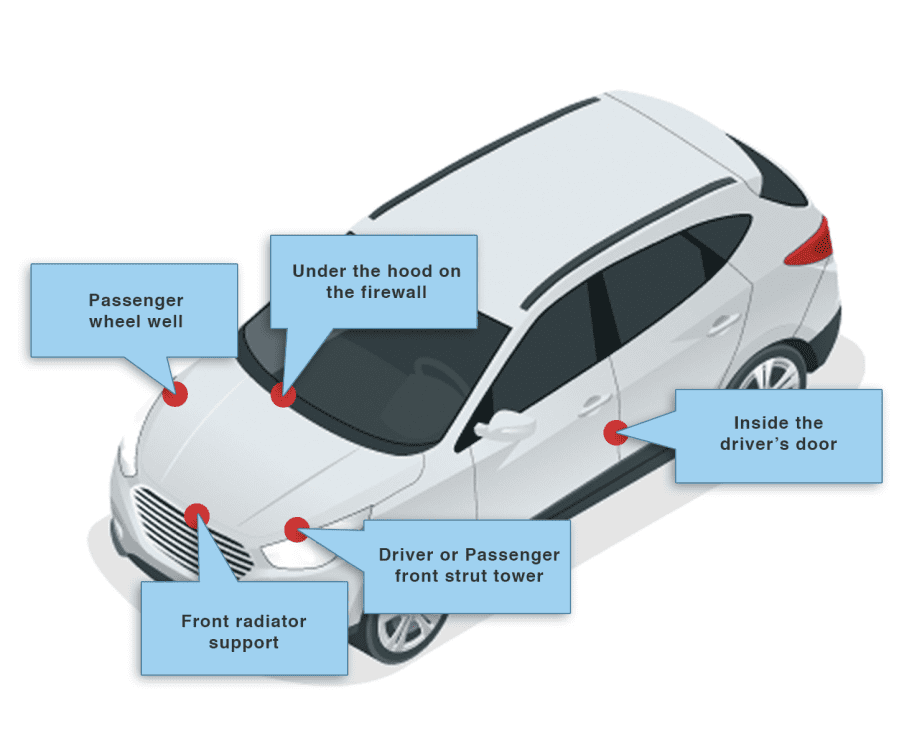 Under the hood on
the firewall
Passenger
wheel well
Inside the
driver’s door
Driver or Passenger
front strut tower
Front radiator
support